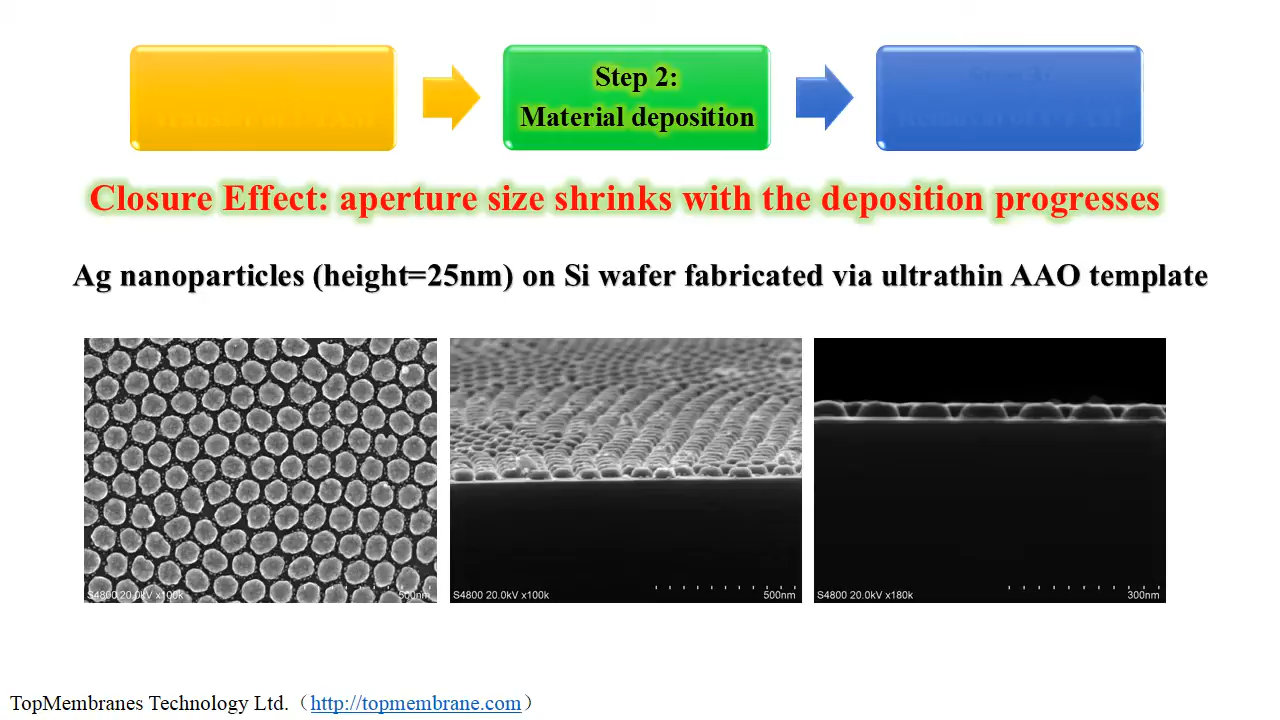 Step 2:
Material deposition
Closure Effect: aperture size shrinks with the deposition progresses
Ag nanoparticles (height=25nm) on Si wafer fabricated via ultrathin AAO template
S4800 20.0kV x100k 500nm
S4800 20.0kV x100k 500nm
S4800 20.0kV x180k 300nm
TopMembranes Technology Ltd.（http://topmembrane.com）